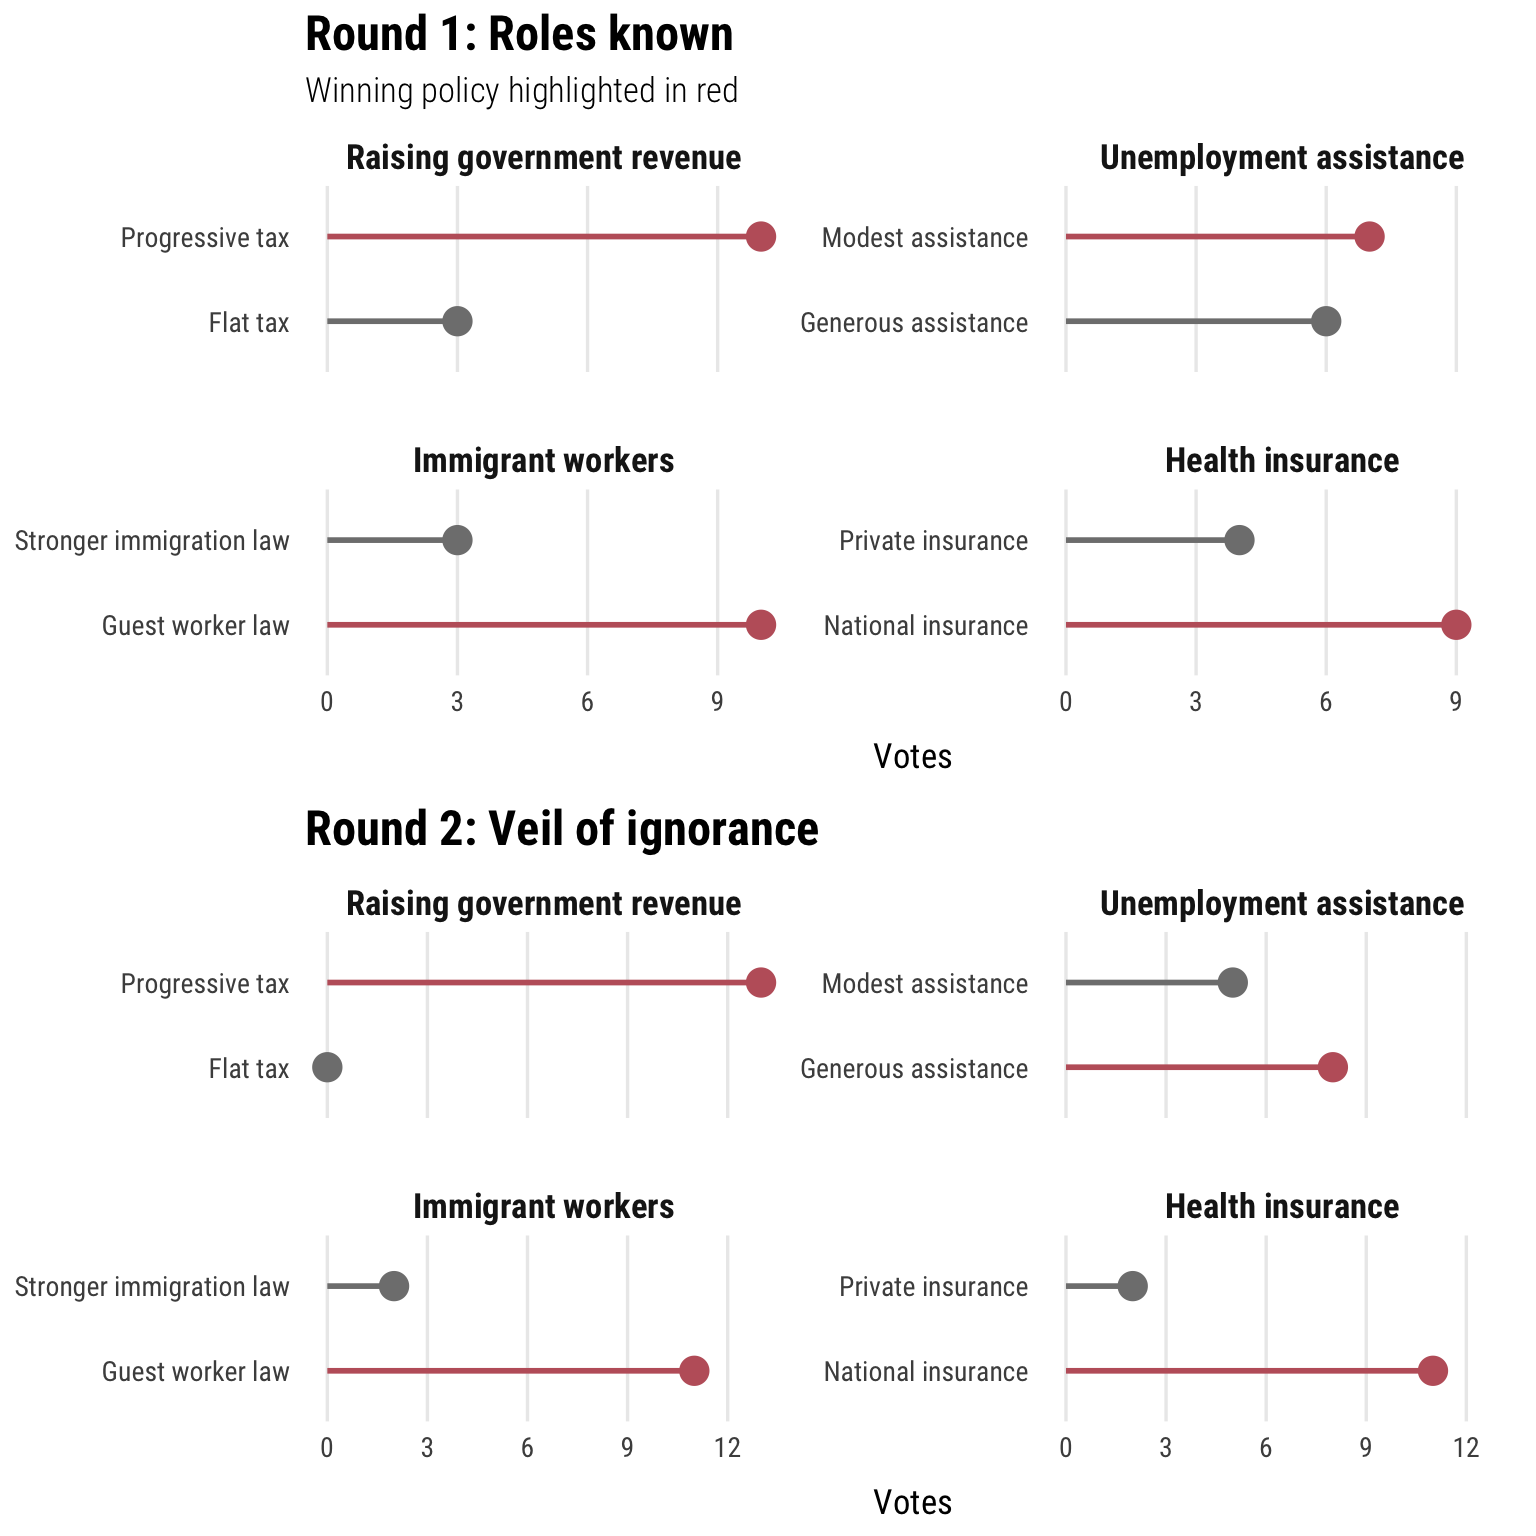 Round 1: Roles known
Winning policy highlighted in red
Raising government revenue
Unemployment assistance
Progressive tax
Modest assistance
Flat tax
Generous assistance
Immigrant workers
Health insurance
Stronger immigration law
Private insurance
Guest worker law
National insurance
0 3 6 9
0 3 6 9
Votes
Round 2: Veil of ignorance
Raising government revenue
Unemployment assistance
Progressive tax
Modest assistance
Flat tax
Generous assistance
Immigrant workers
Health insurance
Stronger immigration law
Private insurance
Guest worker law
National insurance
0 3 6 9 12
0 3 6 9 12
Votes